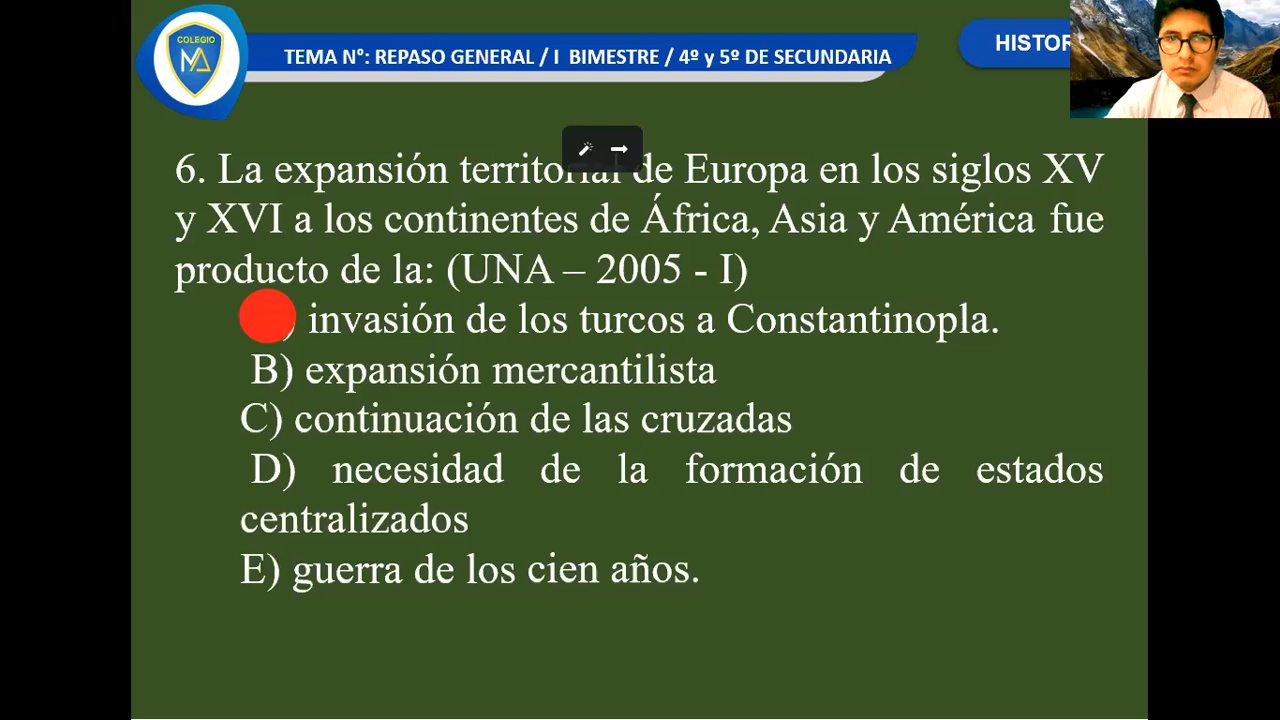 COLEGIO
MA
TEMA N°: REPASO GENERAL / I BIMESTRE / 4º y 5º DE SECUNDARIA
HISTOR
6. La expansión territorial de Europa en los siglos XV
y XVI a los continentes de África, Asia y América fue
producto de la: (UNA – 2005 - I)
) invasión de los turcos a Constantinopla.
B) expansión mercantilista
C) continuación de las cruzadas
D) necesidad de la formación de estados
centralizados
E) guerra de los cien años.